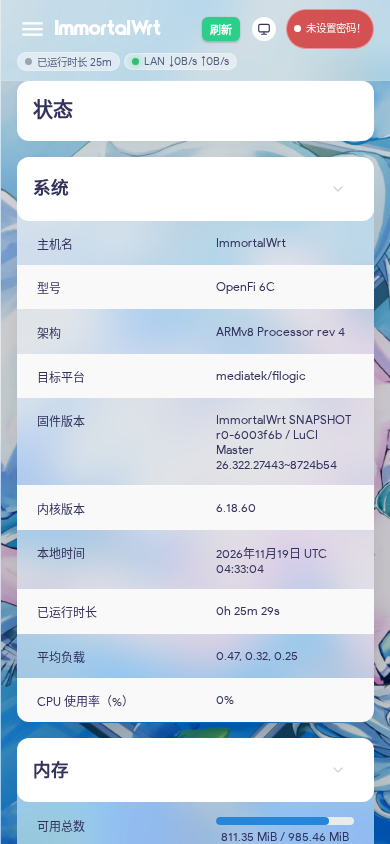 ImmortalWrt
刷新
未设置密码！
已运行时长 25m
LAN ↓0B/s ↑0B/s
状态
系统
主机名 ImmortalWrt
型号 OpenFi 6C
架构 ARMv8 Processor rev 4
目标平台 mediatek/filogic
固件版本 ImmortalWrt SNAPSHOT
r0-6003f6b / LuCI
Master
26.322.27443~8724b54
内核版本 6.18.60
本地时间 2026年11月19日 UTC
04:33:04
已运行时长 0h 25m 29s
平均负载 0.47, 0.32, 0.25
CPU 使用率（%） 0%
内存
可用总数
811.35 MiB / 985.46 MiB